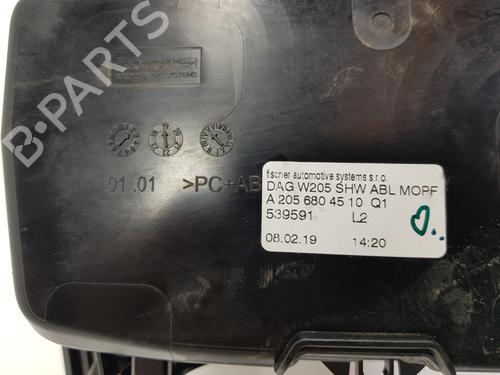 B-PARTS
SYSTEMS
01.01 >PC+AB
fischer automotive systems s.r.o.
DAG W205 SHW ABL MOPF
A 205 680 45 10 Q1
539591 L2
08.02.19 14:20